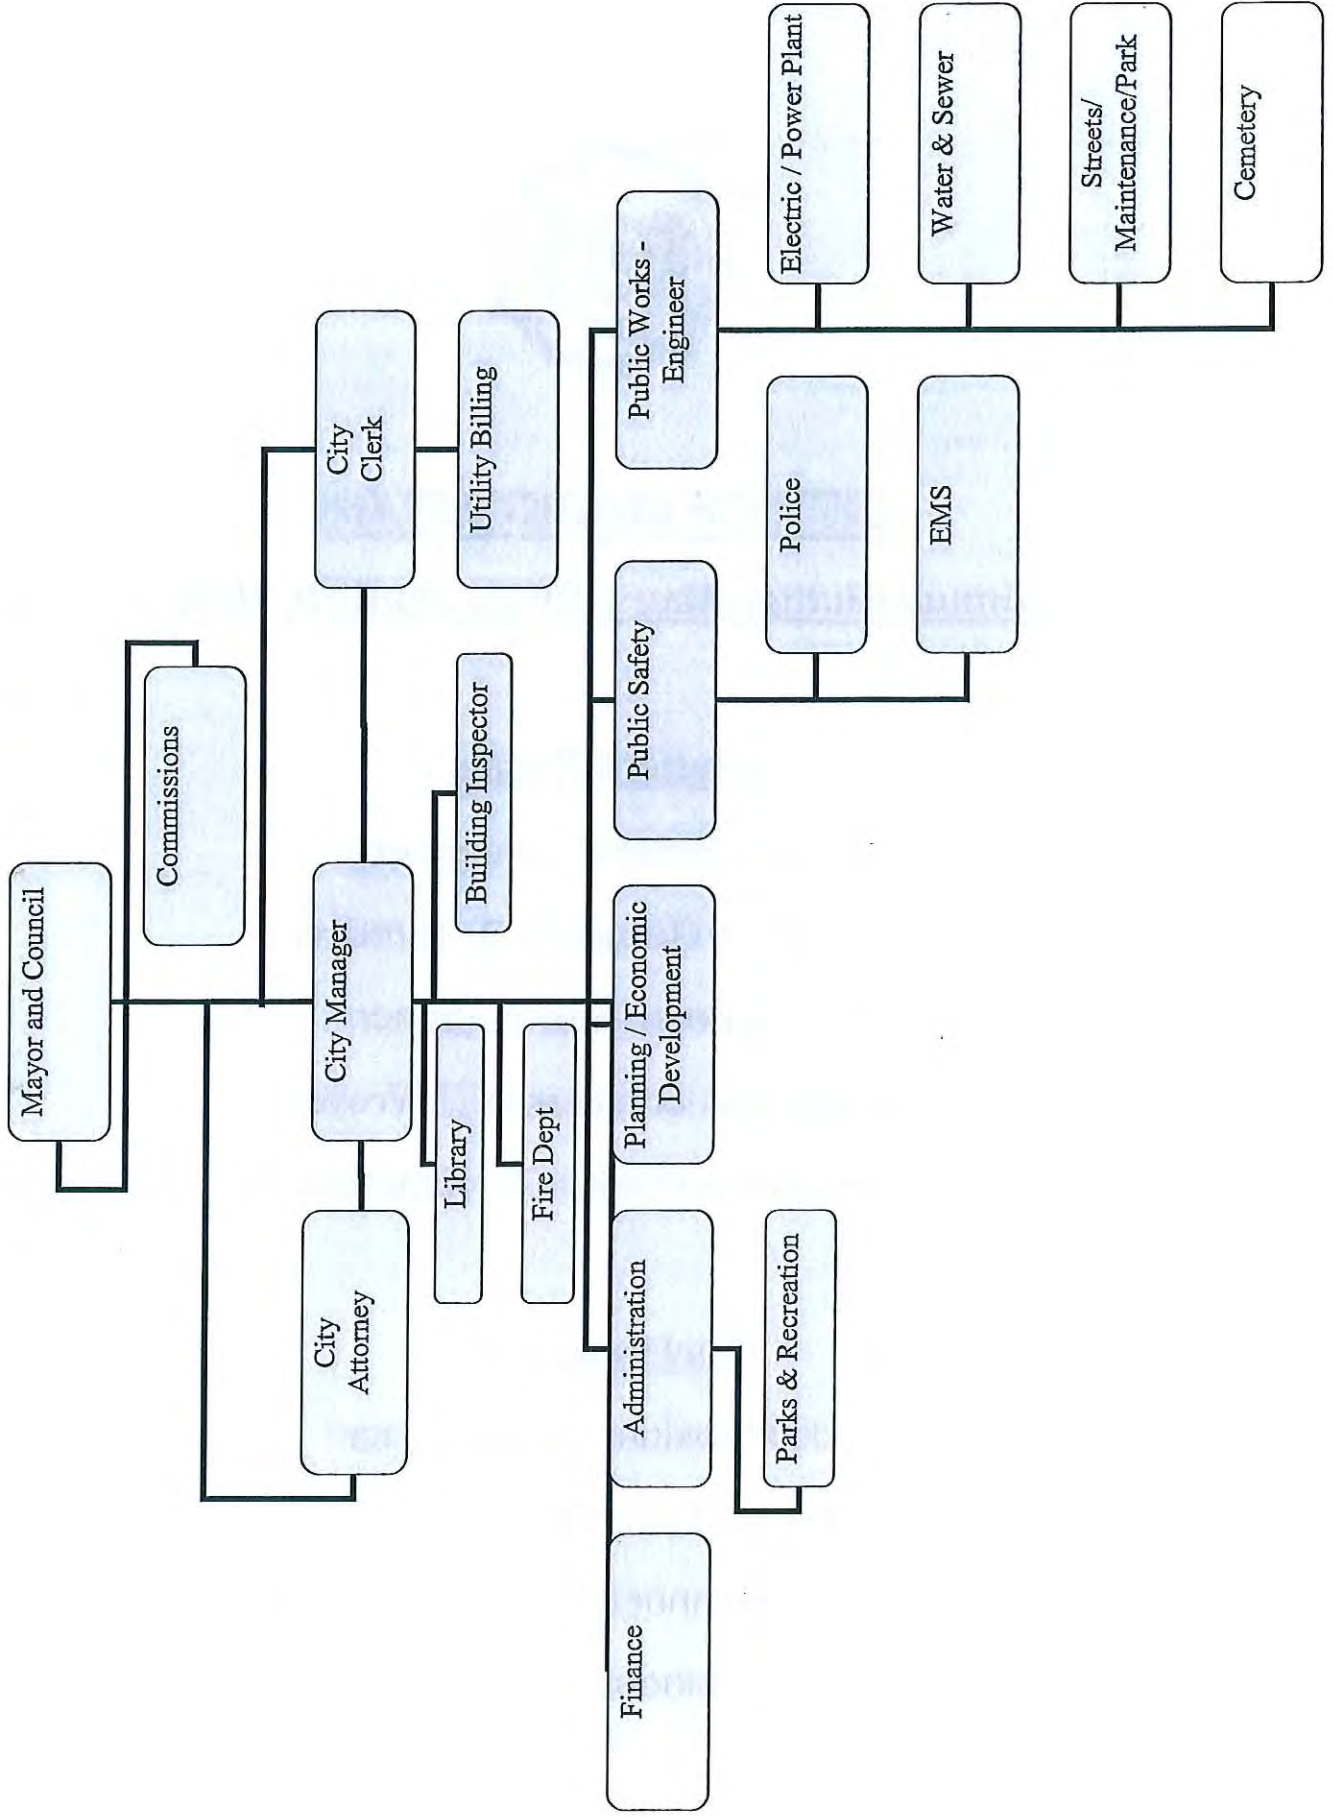 Mayor and Council
Commissions
City
Attorney
City Manager
City
Clerk
Library
Building Inspector
Utility Billing
Fire Dept
Finance
Administration
Planning / Economic
Development
Public Safety
Public Works -
Engineer
Parks & Recreation
Police
EMS
Electric / Power Plant
Water & Sewer
Streets/
Maintenance/Park
Cemetery